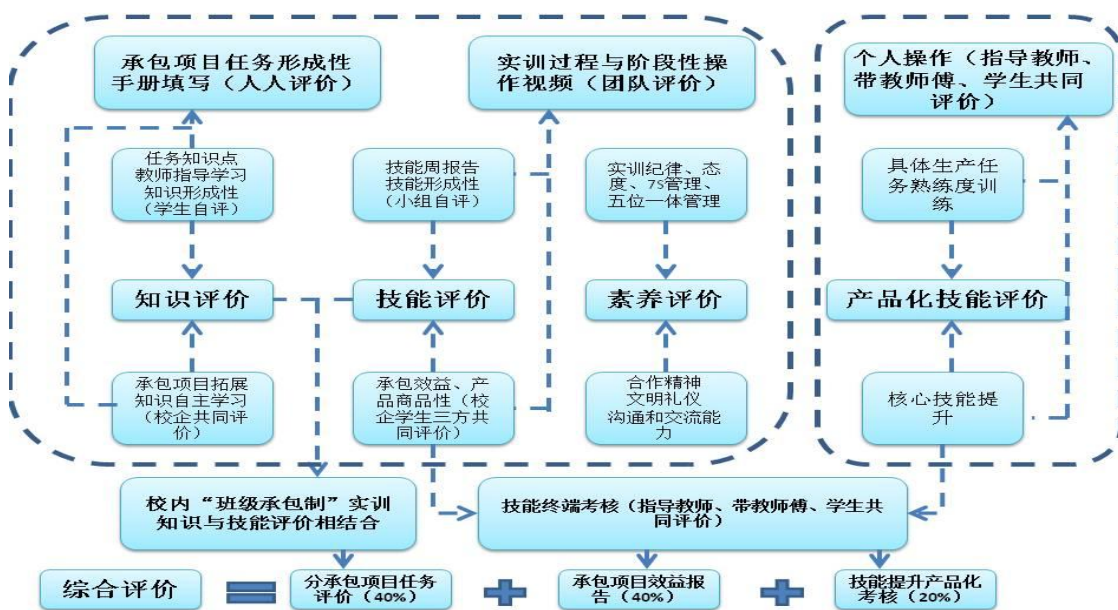 承包项目任务形成性
手册填写（人人评价）
实训过程与阶段性操
作视频（团队评价）
个人操作（指导教师、
带教师傅、学生共同
评价）
任务知识点
教师指导学习
知识形成性
（学生自评）
技能周报告
技能形成性
（小组自评）
实训纪律、态
度、7S管理、
五位一体管理
具体生产任
务熟练度训
练
知识评价
技能评价
素养评价
产品化技能评价
承包项目拓展
知识自主学习
（校企共同评
价）
承包效益、产
品商品性（校
企学生三方共
同评价）
合作精神
文明礼仪
沟通和交流能
力
核心技能提
升
校内“班级承包制”实训
知识与技能评价相结合
技能终端考核（指导教师、带教师傅、学生共
同评价）
综合评价
=
分承包项目任务
评价（40%）
+
承包项目效益报
告（40%）
+
技能提升产品化
考核（20%）